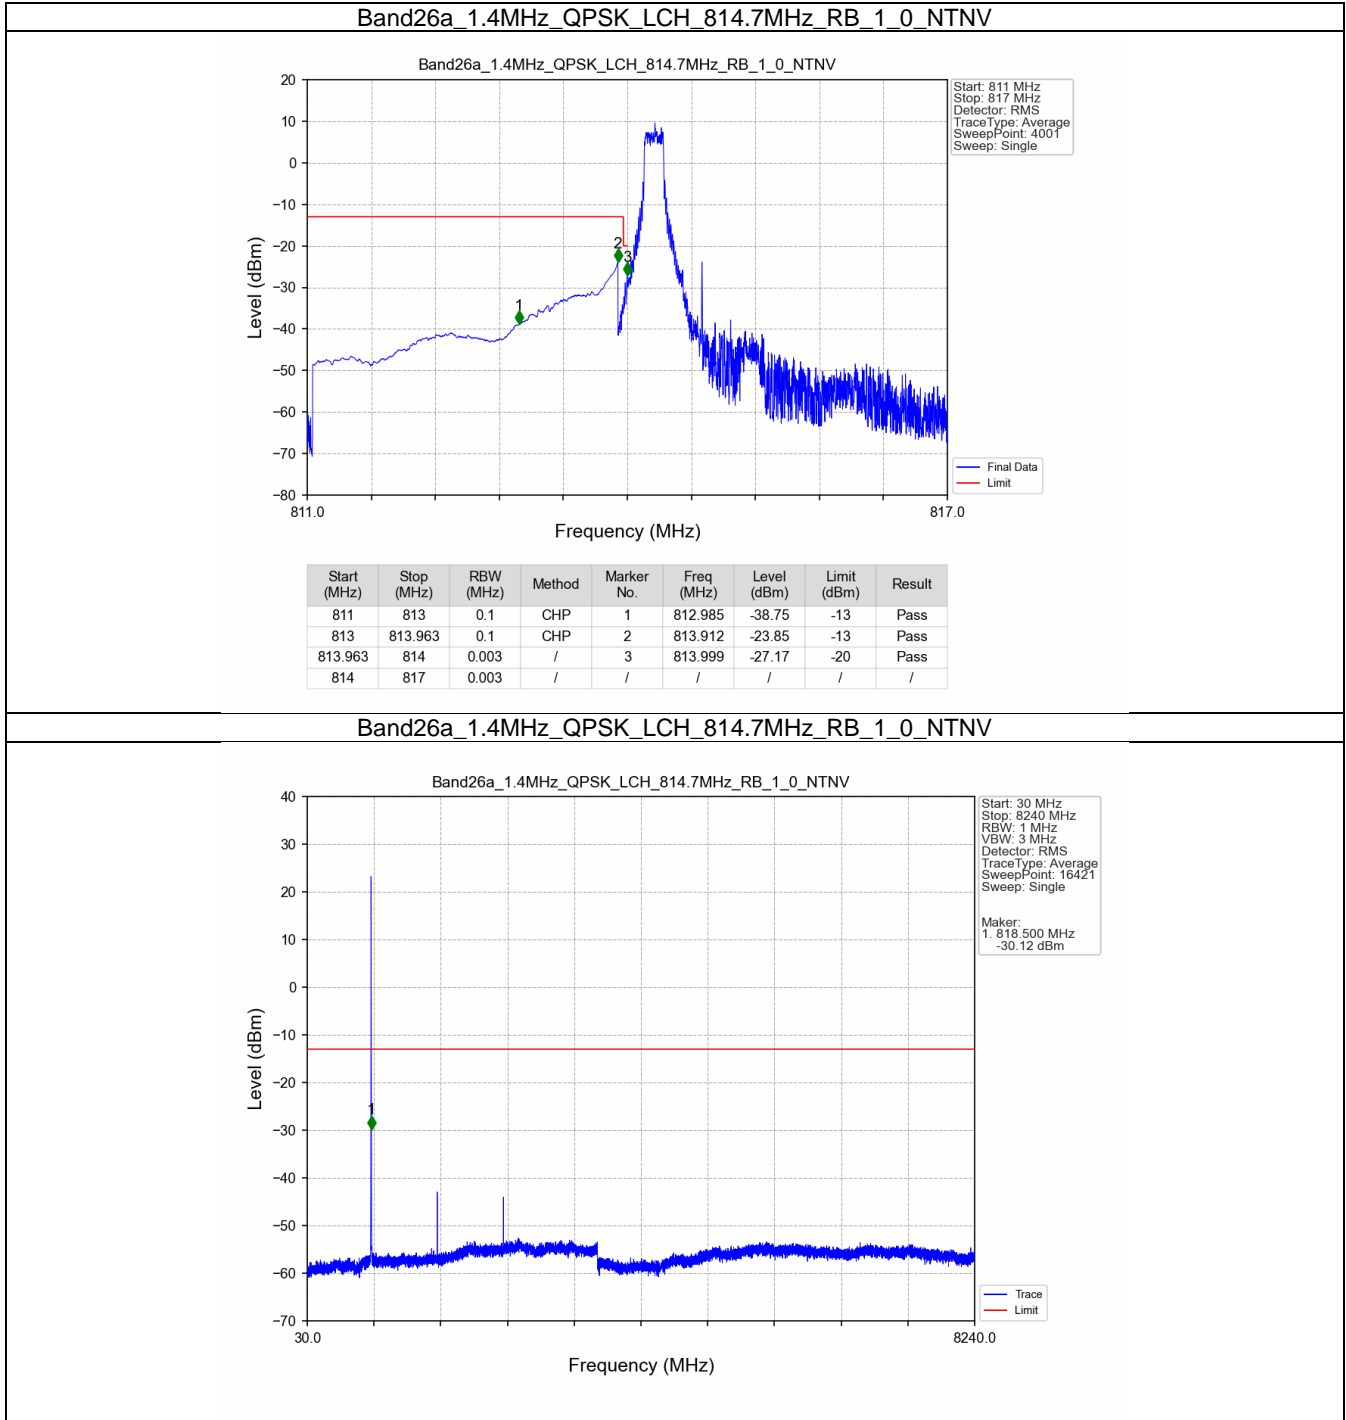 Band26a_1.4MHz_QPSK_LCH_814.7MHz_RB_1_0_NTNV
Band26a_1.4MHz_QPSK_LCH_814.7MHz_RB_1_0_NTNV
Start: 811 MHz
Stop: 817 MHz
Detector: RMS
TraceType: Average
SweepPoint: 4001
Sweep: Single
20
10
0
−10
−20
−30
−40
−50
−60
−70
−80
Level (dBm)
1
2
3
Final Data
Limit
811.0 817.0
Frequency (MHz)
Start (MHz) Stop (MHz) RBW (MHz) Method Marker No. Freq (MHz) Level (dBm) Limit (dBm) Result
811 813 0.1 CHP 1 812.985 -38.75 -13 Pass
813 813.963 0.1 CHP 2 813.912 -23.85 -13 Pass
813.963 814 0.003 / 3 813.999 -27.17 -20 Pass
814 817 0.003 / / / / / /
Band26a_1.4MHz_QPSK_LCH_814.7MHz_RB_1_0_NTNV
Band26a_1.4MHz_QPSK_LCH_814.7MHz_RB_1_0_NTNV
Start: 30 MHz
Stop: 8240 MHz
RBW: 1 MHz
VBW: 3 MHz
Detector: RMS
TraceType: Average
SweepPoint: 16421
Sweep: Single
Maker:
1. 818.500 MHz
-30.12 dBm
40
30
20
10
0
−10
−20
−30
−40
−50
−60
−70
Level (dBm)
1
Trace
Limit
30.0 8240.0
Frequency (MHz)